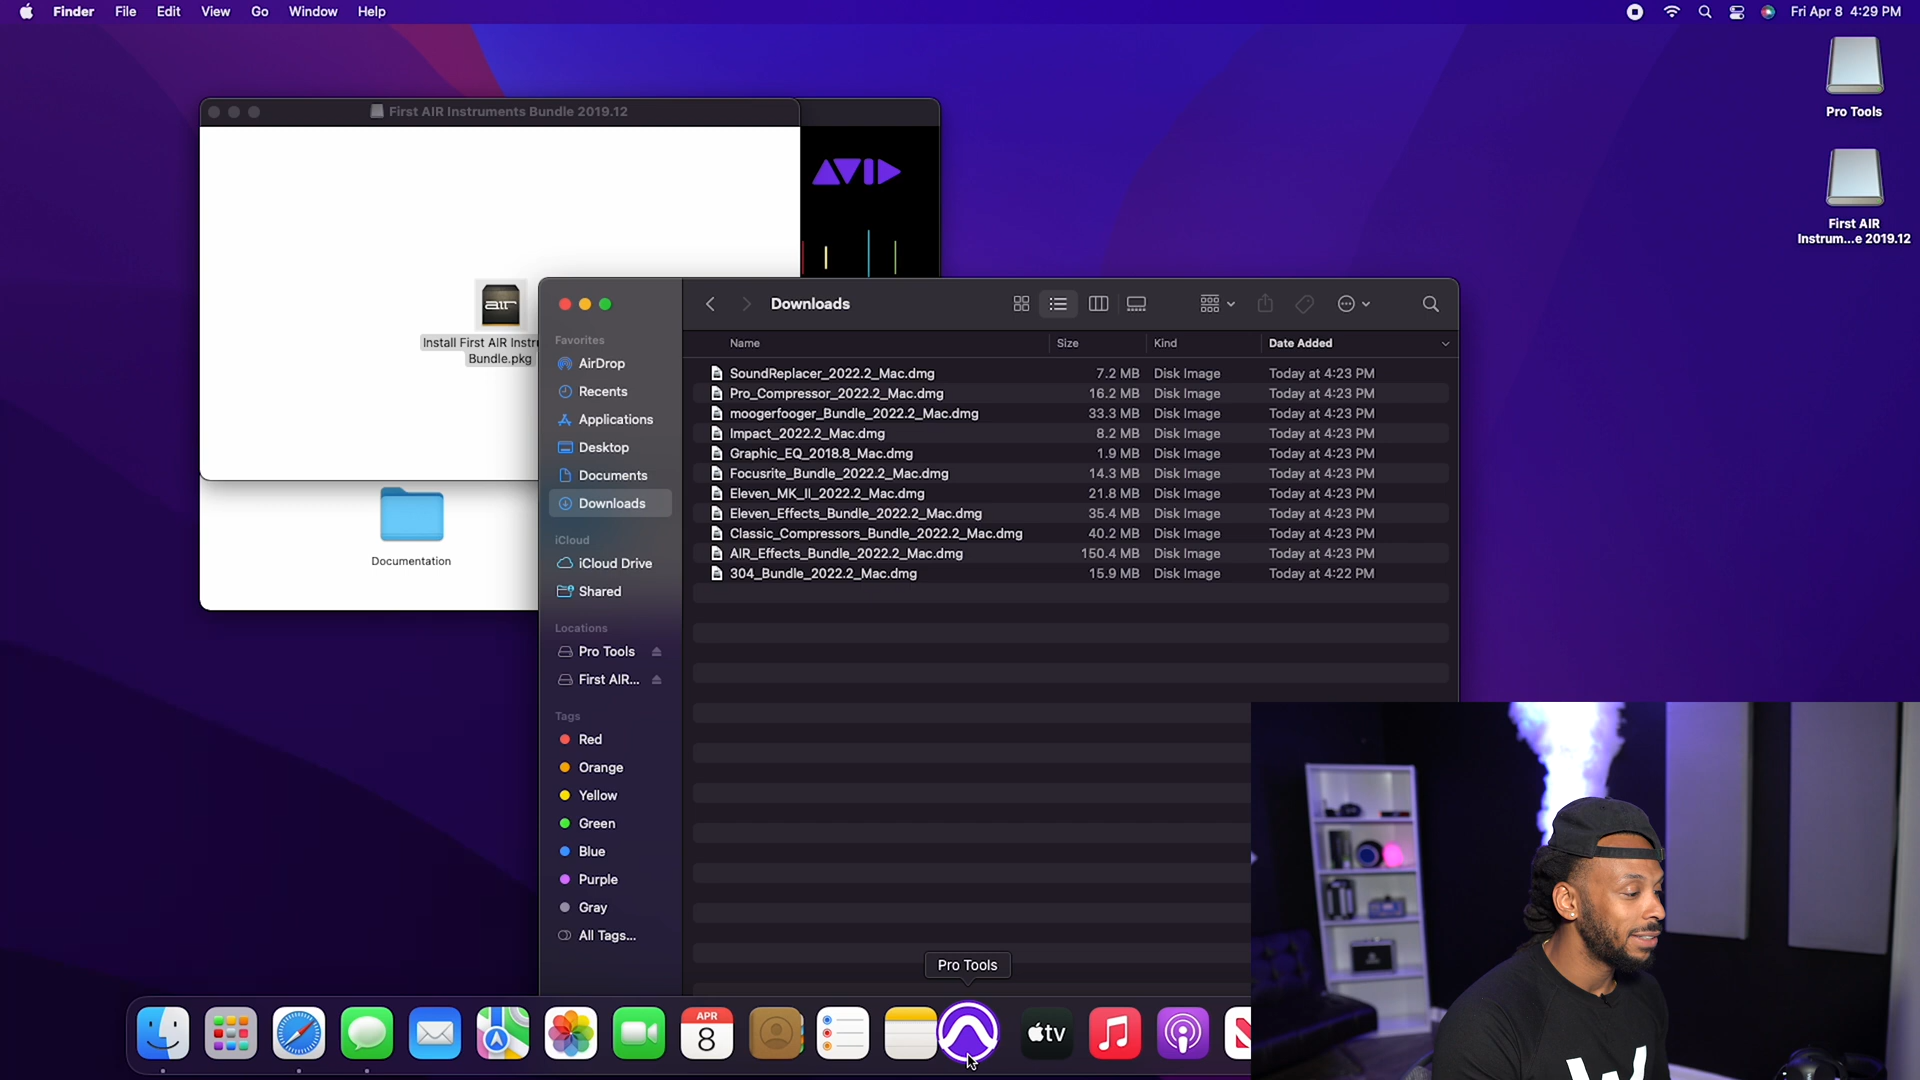 Finder File Edit View Go Window Help
Fri Apr 8 4:29 PM
Pro Tools
First AIR
Instrum...e 2019.12
First AIR Instruments Bundle 2019.12
AVID
air
Install First AIR Instr
Bundle.pkg
Documentation
Downloads
Name Size Kind Date Added
SoundReplacer_2022.2_Mac.dmg 7.2 MB Disk Image Today at 4:23 PM
Pro_Compressor_2022.2_Mac.dmg 16.2 MB Disk Image Today at 4:23 PM
moogerfooger_Bundle_2022.2_Mac.dmg 33.3 MB Disk Image Today at 4:23 PM
Impact_2022.2_Mac.dmg 8.2 MB Disk Image Today at 4:23 PM
Graphic_EQ_2018.8_Mac.dmg 1.9 MB Disk Image Today at 4:23 PM
Focusrite_Bundle_2022.2_Mac.dmg 14.3 MB Disk Image Today at 4:23 PM
Eleven_MK_II_2022.2_Mac.dmg 21.8 MB Disk Image Today at 4:23 PM
Eleven_Effects_Bundle_2022.2_Mac.dmg 35.4 MB Disk Image Today at 4:23 PM
Classic_Compressors_Bundle_2022.2_Mac.dmg 40.2 MB Disk Image Today at 4:23 PM
AIR_Effects_Bundle_2022.2_Mac.dmg 150.4 MB Disk Image Today at 4:23 PM
304_Bundle_2022.2_Mac.dmg 15.9 MB Disk Image Today at 4:22 PM
Favorites
AirDrop
Recents
Applications
Desktop
Documents
Downloads
iCloud
iCloud Drive
Shared
Locations
Pro Tools
First AIR...
Tags
Red
Orange
Yellow
Green
Blue
Purple
Gray
All Tags...
Pro Tools
APR
8
tv
W